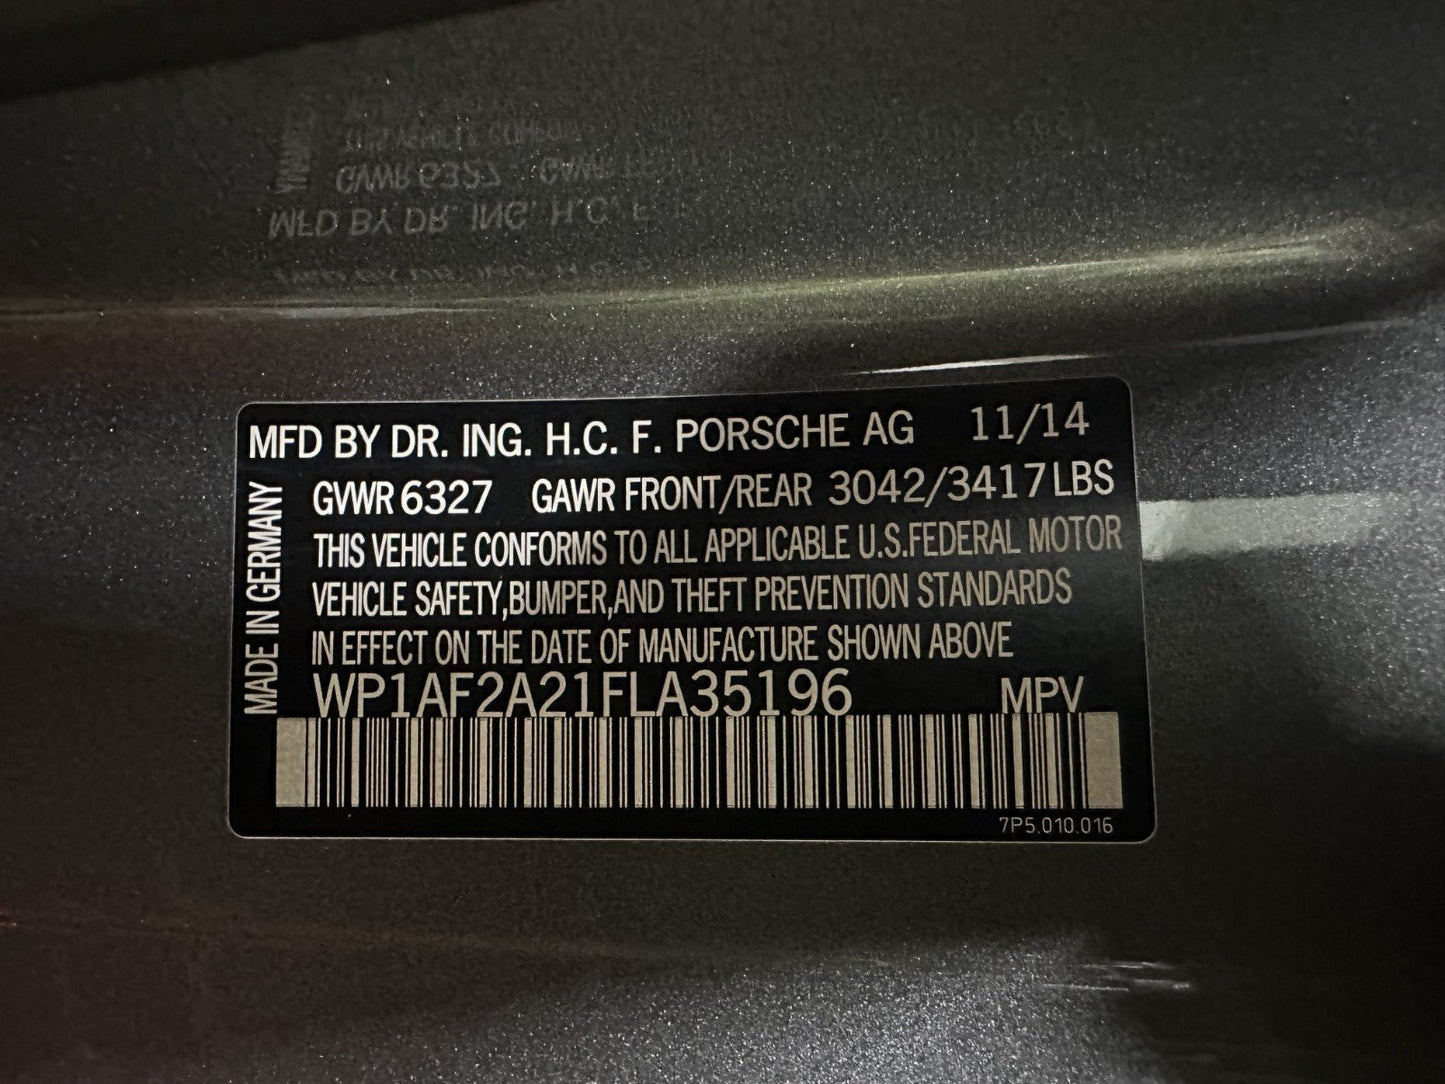 MFD BY DR. ING. H.C. F. PORSCHE AG 11/14
GVWR 6327 GAWR FRONT/REAR 3042/3417LBS
THIS VEHICLE CONFORMS TO ALL APPLICABLE U.S.FEDERAL MOTOR
VEHICLE SAFETY,BUMPER,AND THEFT PREVENTION STANDARDS
IN EFFECT ON THE DATE OF MANUFACTURE SHOWN ABOVE
WP1AF2A21FLA35196 MPV
7P5.010.016
MADE IN GERMANY